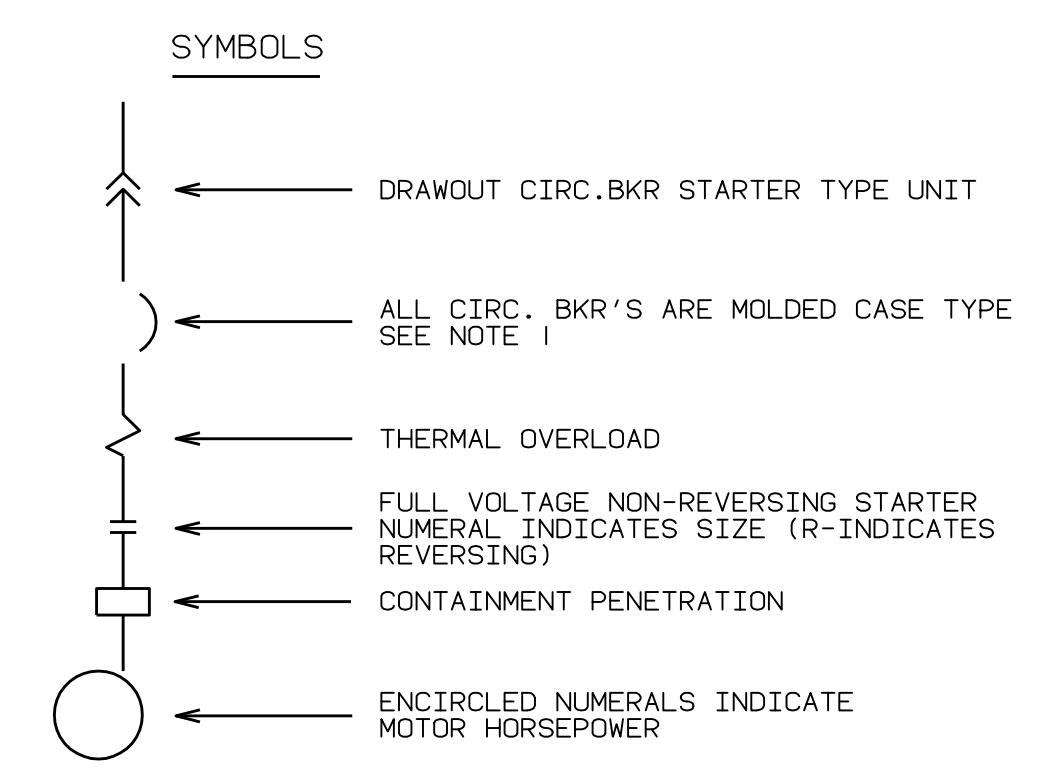 SYMBOLS
DRAWOUT CIRC.BKR STARTER TYPE UNIT
ALL CIRC. BKR'S ARE MOLDED CASE TYPE
SEE NOTE 1
THERMAL OVERLOAD
FULL VOLTAGE NON-REVERSING STARTER
NUMERAL INDICATES SIZE (R-INDICATES
REVERSING)
CONTAINMENT PENETRATION
ENCIRCLED NUMERALS INDICATE
MOTOR HORSEPOWER